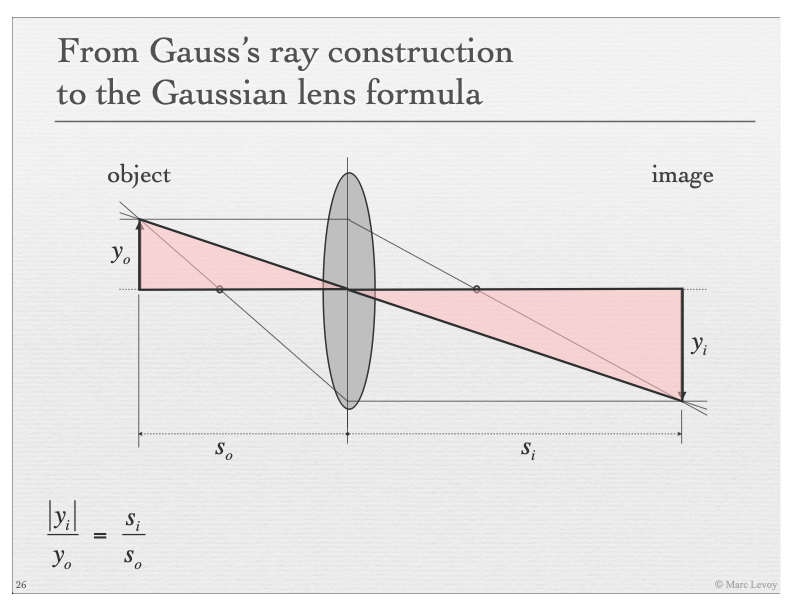 From Gauss's ray construction
to the Gaussian lens formula
object
image
y_o
y_i
s_o
s_i
|y_i| / y_o = s_i / s_o
26
© Marc Levoy